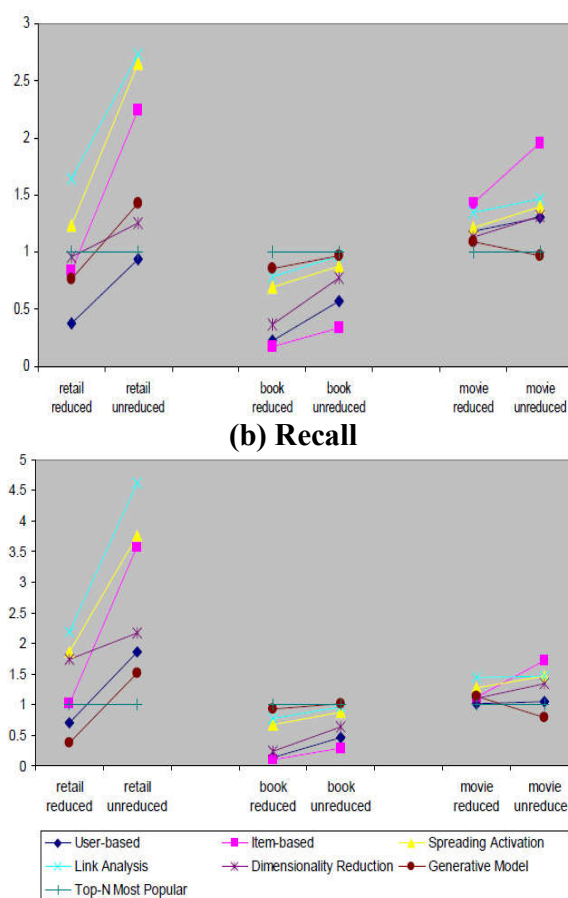 3
2.5
2
1.5
1
0.5
0
retail reduced
retail unreduced
book reduced
book unreduced
movie reduced
movie unreduced
(b) Recall
5
4.5
4
3.5
3
2.5
2
1.5
1
0.5
0
retail reduced
retail unreduced
book reduced
book unreduced
movie reduced
movie unreduce
User-based
Item-based
Spreading Activation
Link Analysis
Dimensionality Reduction
Generative Model
Top-N Most Popular